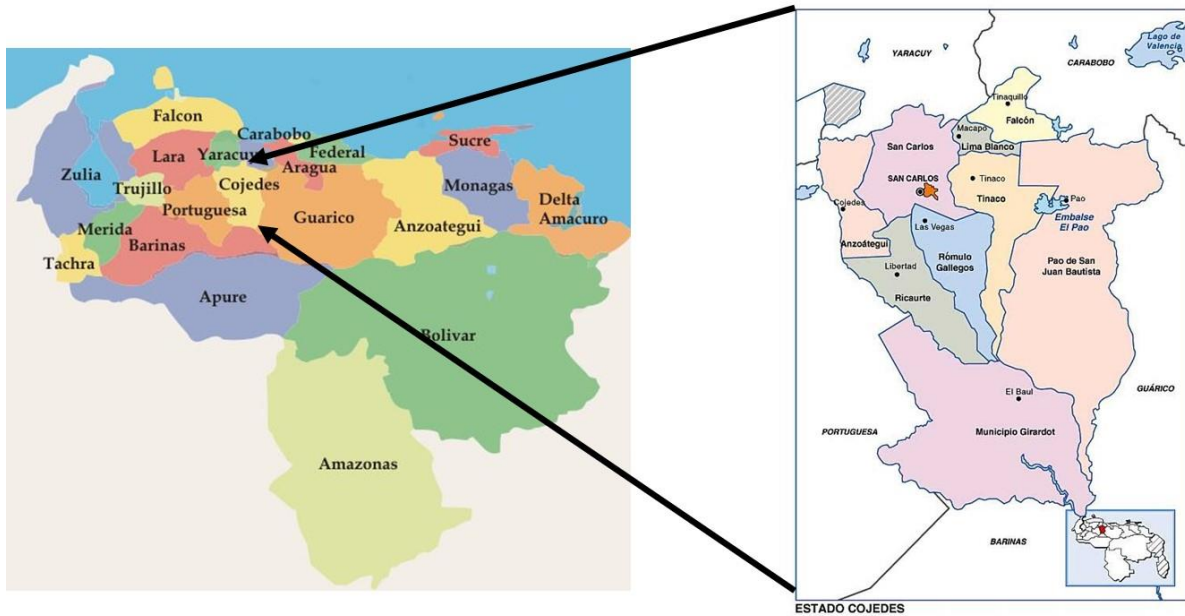 Falcon
Carabobo
Lara
Yaracuy
Federal
Aragua
Sucre
Zulia
Trujillo
Cojedes
Monagas
Portuguesa
Guarico
Delta
Amacuro
Merida
Anzoategui
Barinas
Tachra
Apure
Bolivar
Amazonas
YARACUY
CARABOBO
Lago de
Valencia
Tinaquillo
Falcón
Macapo
Lima Blanco
San Carlos
SAN CARLOS
Tinaco
Tinaco
Cojedes
El Pao
Embalse
El Pao
Las Vegas
Anzoátegui
Rómulo
Gallegos
Libertad
Ricaurte
Pao de San
Juan Bautista
El Baul
GUÁRICO
PORTUGUESA
Municipio Girardot
BARINAS
ESTADO COJEDES